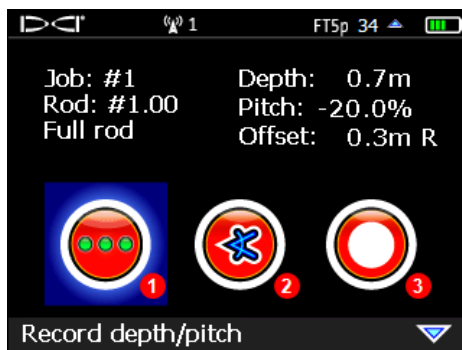 DCI 1 FT5p 34
Job: #1 Depth: 0.7m
Rod: #1.00 Pitch: -20.0%
Full rod Offset: 0.3m R
1 2 3
Record depth/pitch